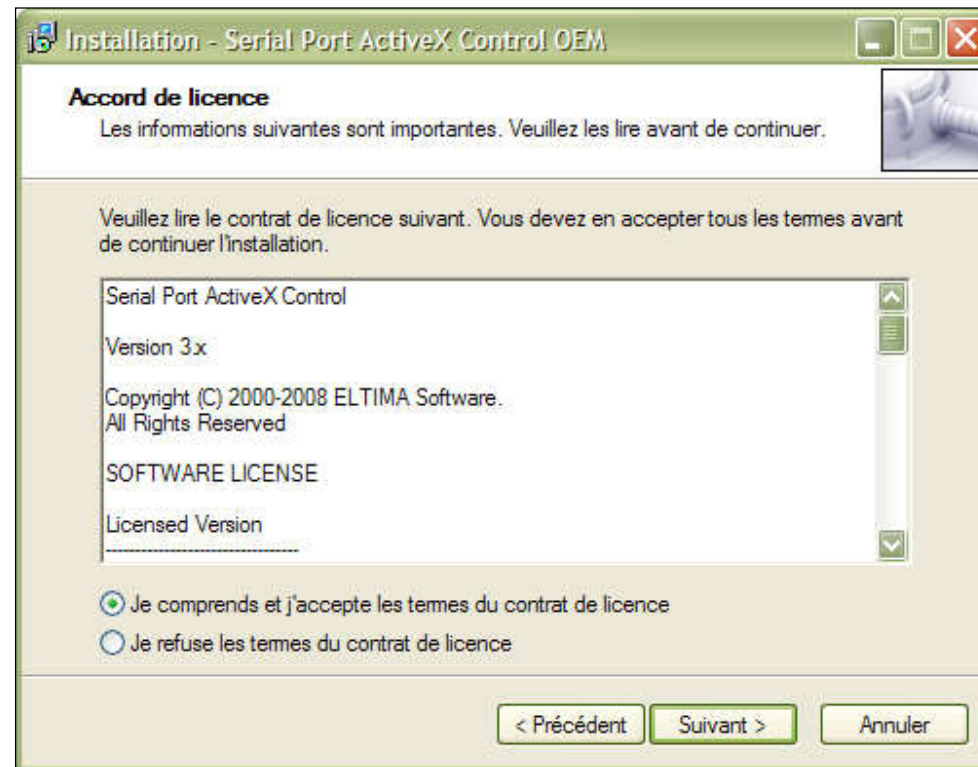 Installation - Serial Port ActiveX Control OEM
Accord de licence
Les informations suivantes sont importantes. Veuillez les lire avant de continuer.
Veuillez lire le contrat de licence suivant. Vous devez en accepter tous les termes avant
de continuer l'installation.
Serial Port ActiveX Control
Version 3.x
Copyright (C) 2000-2008 ELTIMA Software.
All Rights Reserved
SOFTWARE LICENSE
Licensed Version
--------------------------------
Je comprends et j'accepte les termes du contrat de licence
Je refuse les termes du contrat de licence
< Précédent
Suivant >
Annuler